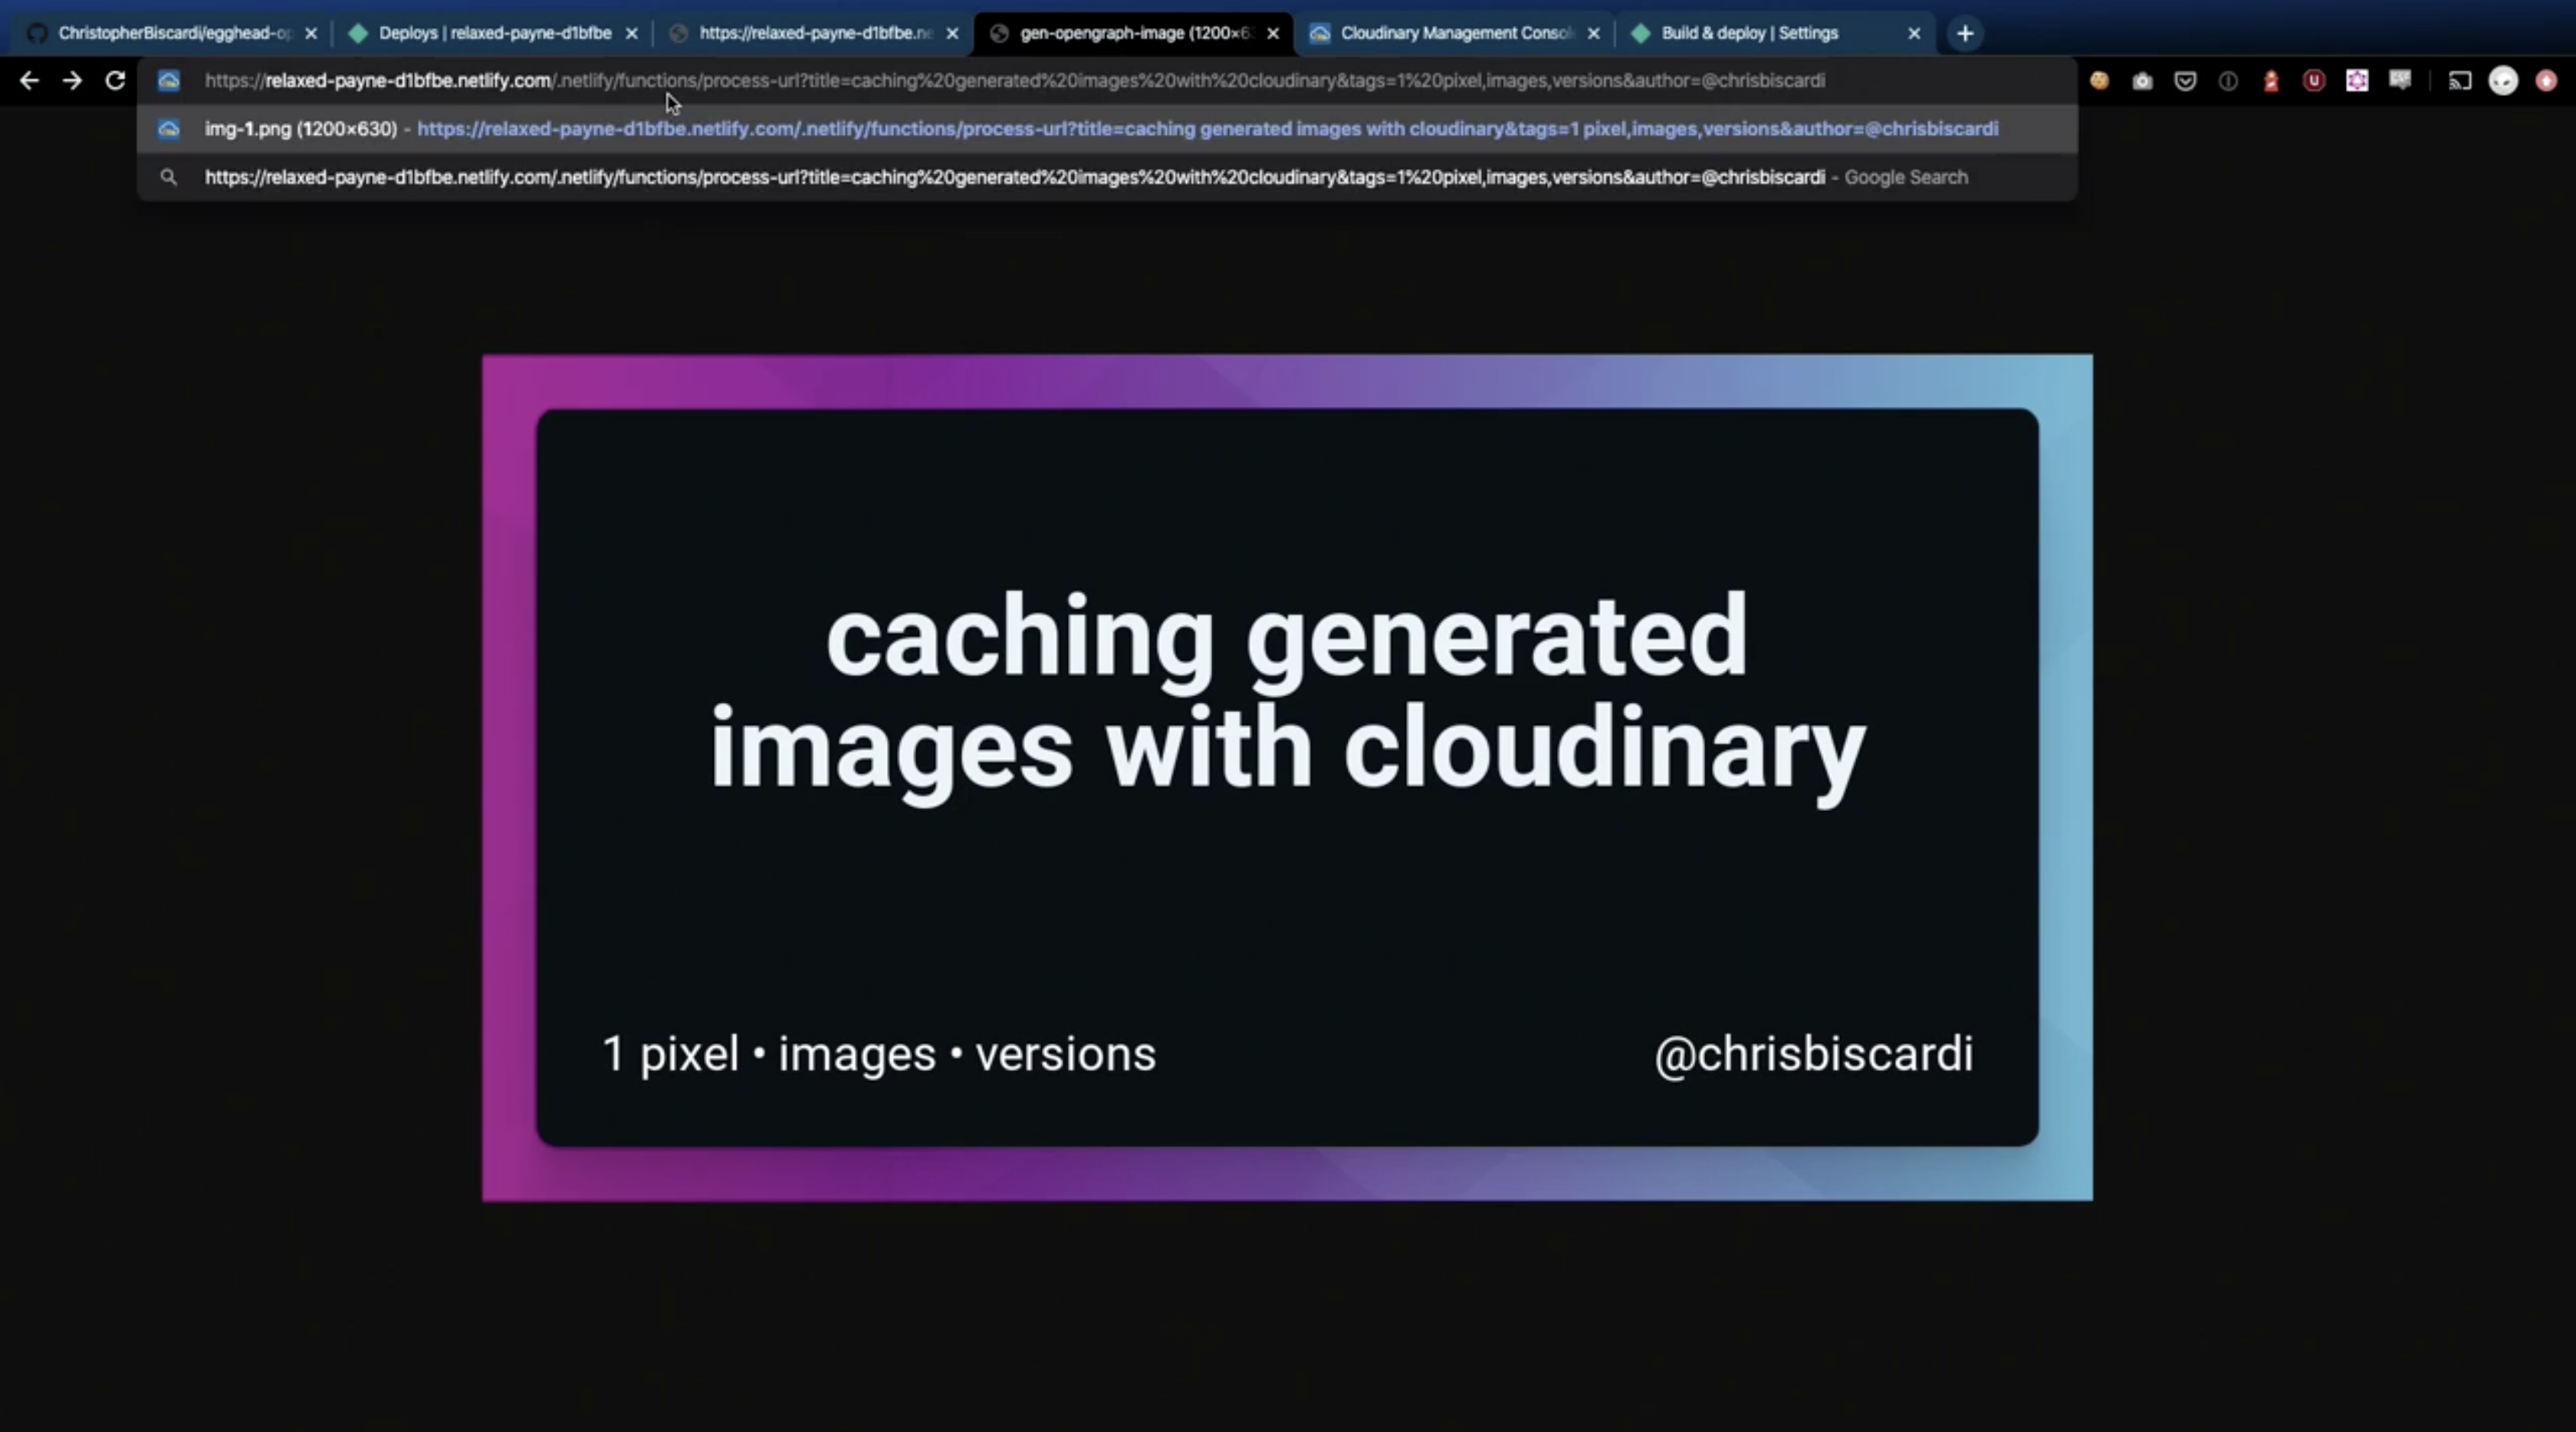 ChristopherBiscardi/egghead-op
Deploys | relaxed-payne-d1bfbe
https://relaxed-payne-d1bfbe.ne
gen-opengraph-image (1200×63
Cloudinary Management Consol
Build & deploy | Settings
https://relaxed-payne-d1bfbe.netlify.com/.netlify/functions/process-url?title=caching%20generated%20images%20with%20cloudinary&tags=1%20pixel,images,versions&author=@chrisbiscardi
img-1.png (1200×630) - https://relaxed-payne-d1bfbe.netlify.com/.netlify/functions/process-url?title=caching generated images with cloudinary&tags=1 pixel,images,versions&author=@chrisbiscardi
https://relaxed-payne-d1bfbe.netlify.com/.netlify/functions/process-url?title=caching%20generated%20images%20with%20cloudinary&tags=1%20pixel,images,versions&author=@chrisbiscardi - Google Search
caching generated
images with cloudinary
1 pixel • images • versions
@chrisbiscardi